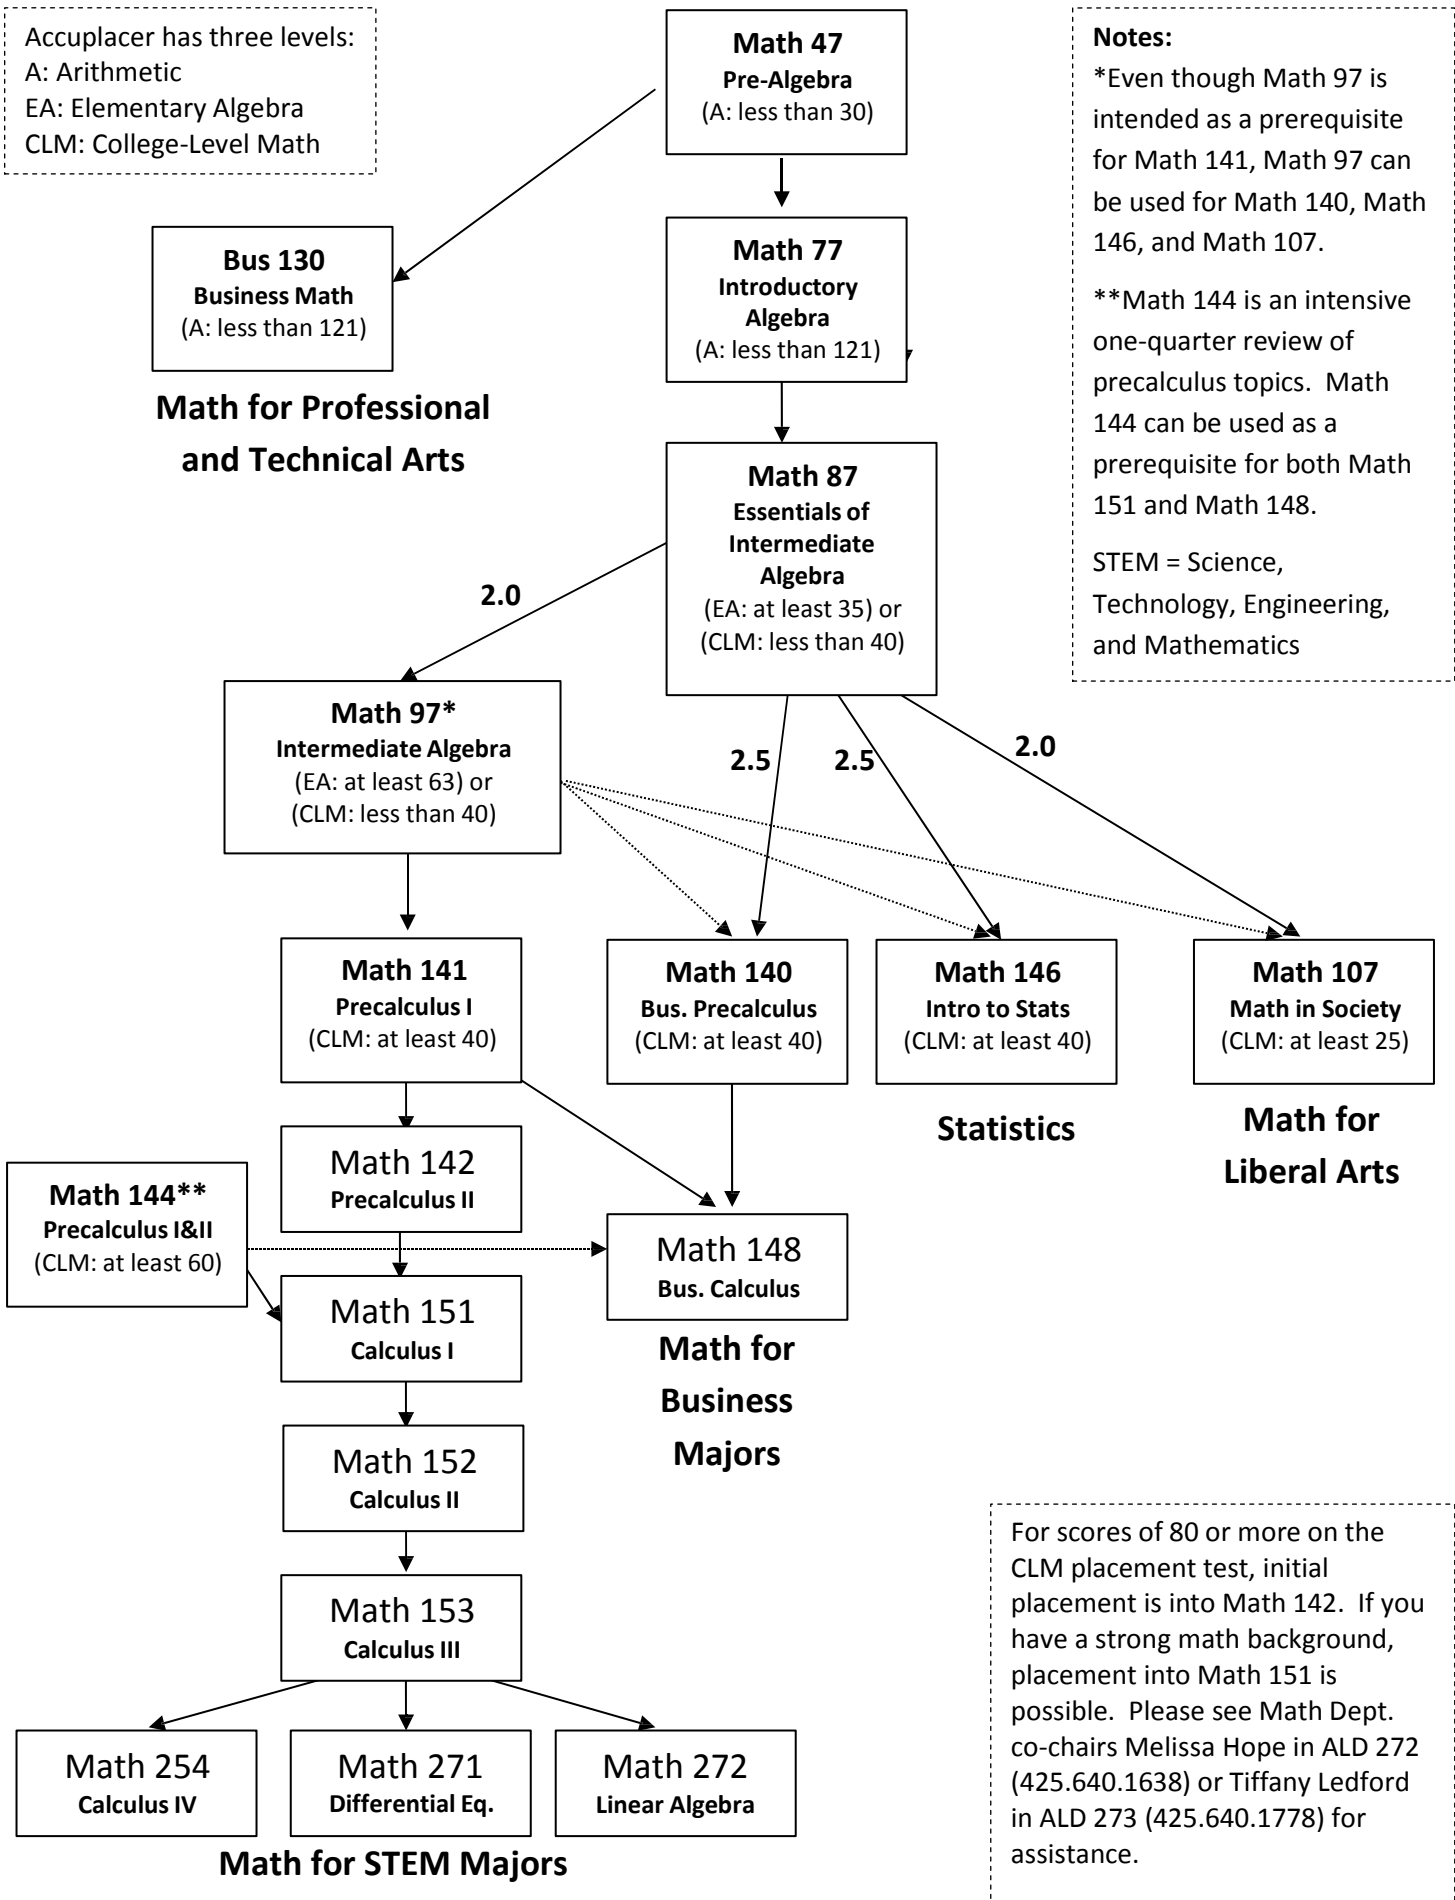 Accuplacer has three levels:
A: Arithmetic
EA: Elementary Algebra
CLM: College-Level Math
Math 47
Pre-Algebra
(A: less than 30)
Notes:
*Even though Math 97 is
intended as a prerequisite
for Math 141, Math 97 can
be used for Math 140, Math
146, and Math 107.
**Math 144 is an intensive
one-quarter review of
precalculus topics. Math
144 can be used as a
prerequisite for both Math
151 and Math 148.
STEM = Science,
Technology, Engineering,
and Mathematics
Bus 130
Business Math
(A: less than 121)
Math for Professional
and Technical Arts
Math 77
Introductory
Algebra
(A: less than 121)
Math 87
Essentials of
Intermediate
Algebra
(EA: at least 35) or
(CLM: less than 40)
2.0
2.5
2.5
2.0
Math 97*
Intermediate Algebra
(EA: at least 63) or
(CLM: less than 40)
Math 141
Precalculus I
(CLM: at least 40)
Math 140
Bus. Precalculus
(CLM: at least 40)
Math 146
Intro to Stats
(CLM: at least 40)
Statistics
Math 107
Math in Society
(CLM: at least 25)
Math for
Liberal Arts
Math 142
Precalculus II
Math 144**
Precalculus I&II
(CLM: at least 60)
Math 148
Bus. Calculus
Math for
Business
Majors
Math 151
Calculus I
Math 152
Calculus II
Math 153
Calculus III
Math 254
Calculus IV
Math 271
Differential Eq.
Math 272
Linear Algebra
Math for STEM Majors
For scores of 80 or more on the
CLM placement test, initial
placement is into Math 142. If you
have a strong math background,
placement into Math 151 is
possible. Please see Math Dept.
co-chairs Melissa Hope in ALD 272
(425.640.1638) or Tiffany Ledford
in ALD 273 (425.640.1778) for
assistance.